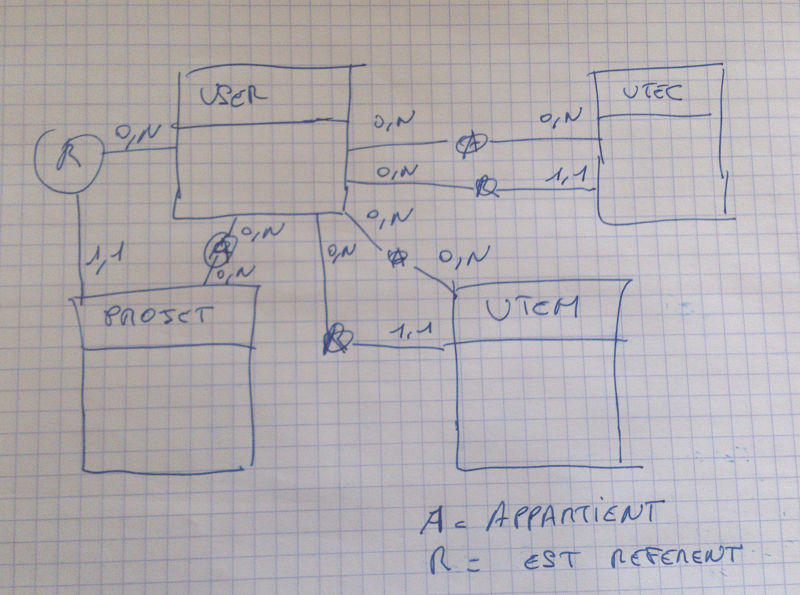 USER
UTEC
0,N
0,N
0,N
R
A
0,N
1,1
R
0,N
A
0,N
0,N
A
0,N
1,1
0,N
PROJET
UTEM
R
1,1
A = APPARTIENT
R = EST REFERENT